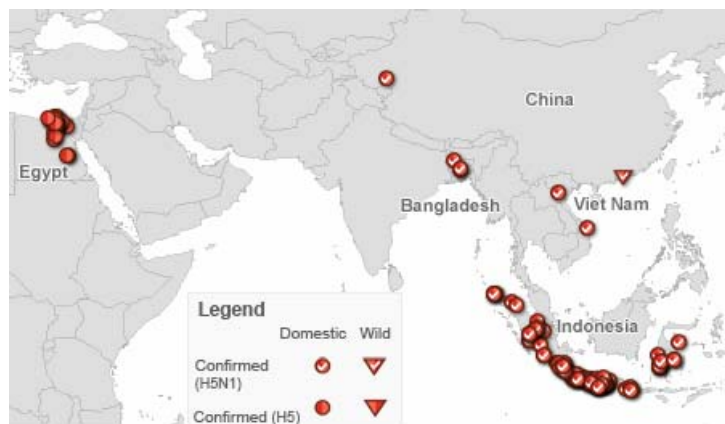 China
Egypt
Bangladesh
Viet Nam
Indonesia
Legend
Domestic Wild
Confirmed
(H5N1)
Confirmed (H5)